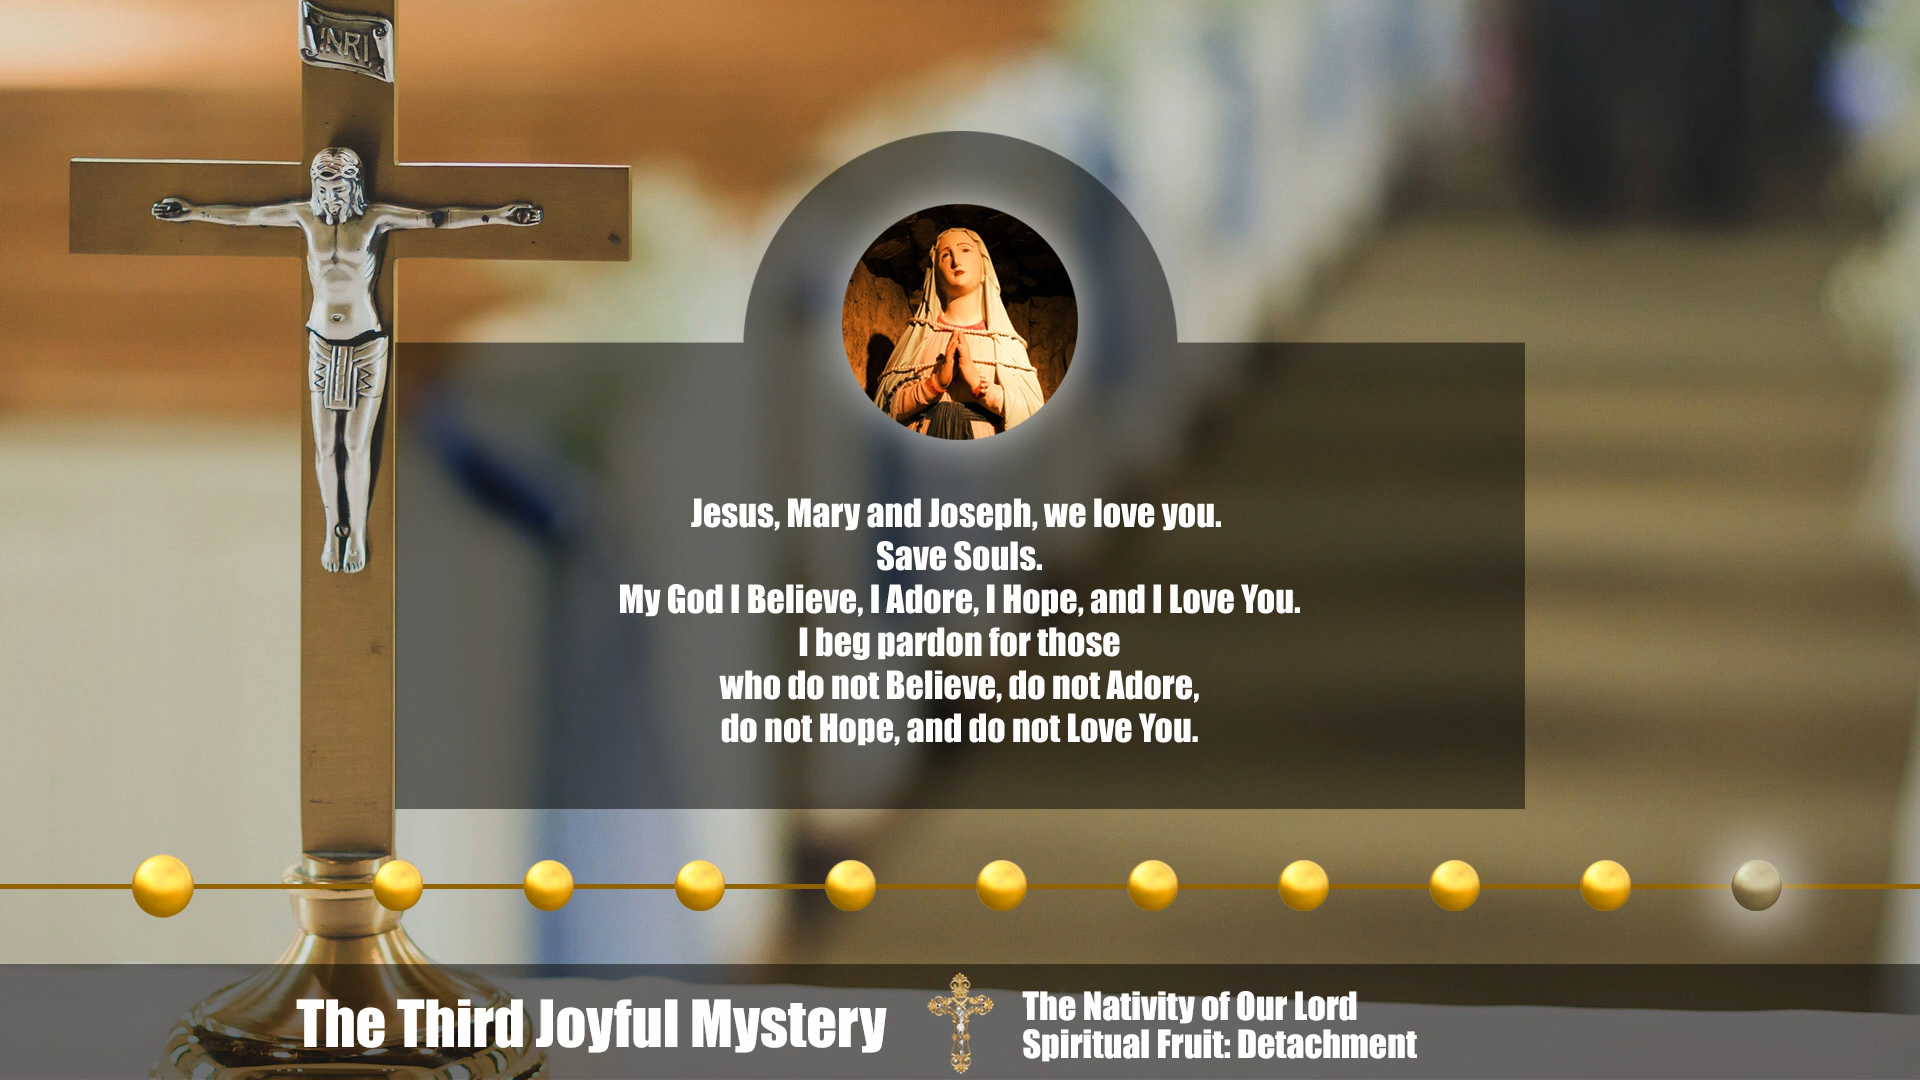 INRI
Jesus, Mary and Joseph, we love you.
Save Souls.
My God I Believe, I Adore, I Hope, and I Love You.
I beg pardon for those
who do not Believe, do not Adore,
do not Hope, and do not Love You.
The Third Joyful Mystery
The Nativity of Our Lord
Spiritual Fruit: Detachment